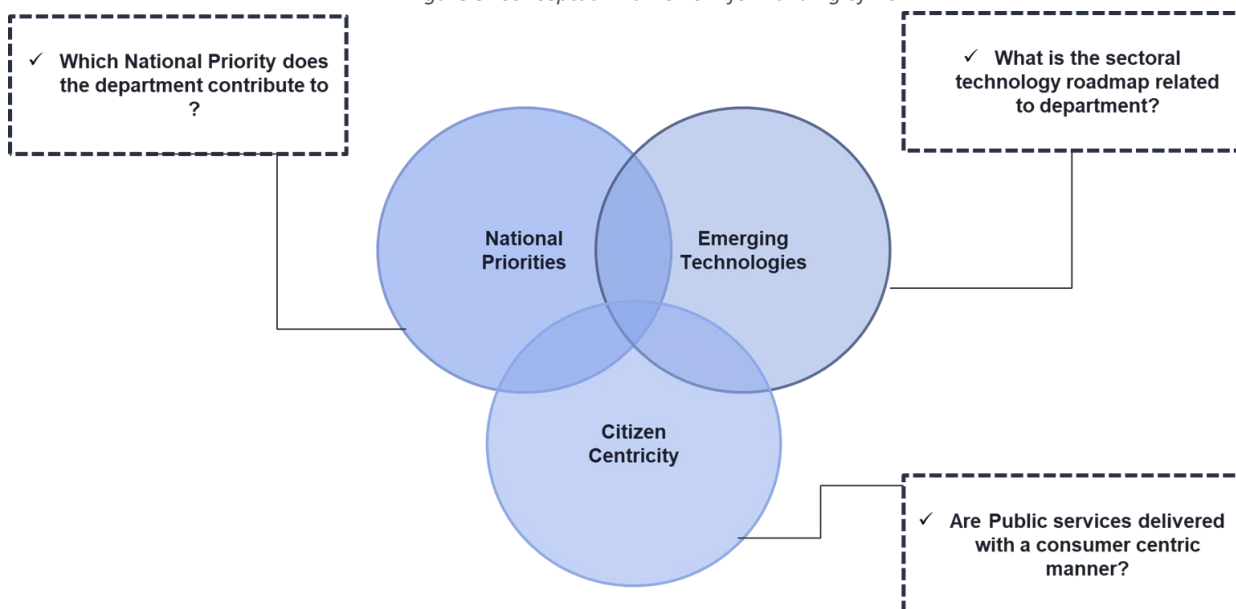 ✓ Which National Priority does
the department contribute to
?
✓ What is the sectoral
technology roadmap related
to department?
National
Priorities
Emerging
Technologies
Citizen
Centricity
✓ Are Public services delivered
with a consumer centric
manner?